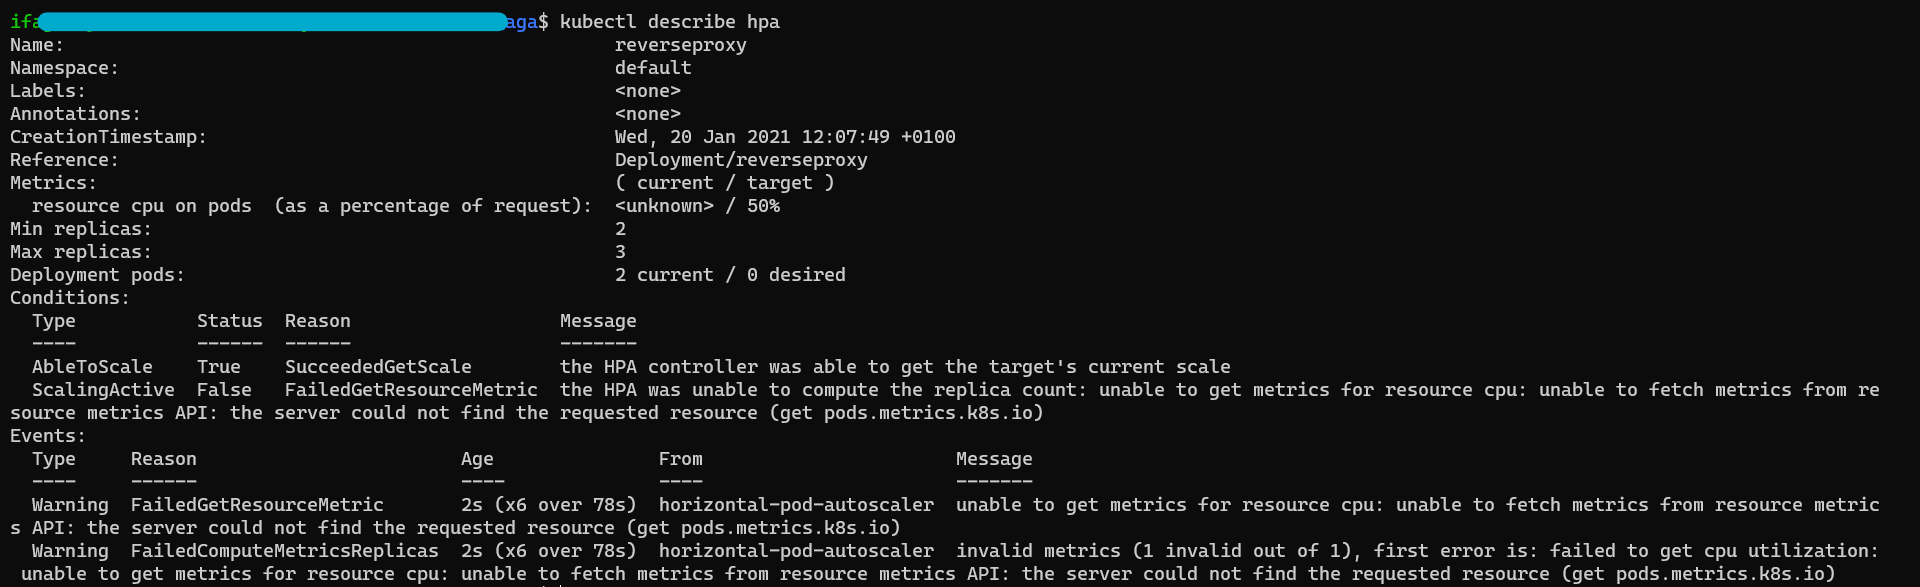 ifa aga$ kubectl describe hpa
Name:                                                  reverseproxy
Namespace:                                             default
Labels:                                                <none>
Annotations:                                           <none>
CreationTimestamp:                                     Wed, 20 Jan 2021 12:07:49 +0100
Reference:                                             Deployment/reverseproxy
Metrics:                                               ( current / target )
  resource cpu on pods  (as a percentage of request):  <unknown> / 50%
Min replicas:                                          2
Max replicas:                                          3
Deployment pods:                                       2 current / 0 desired
Conditions:
  Type           Status  Reason                   Message
  ----           ------  ------                   -------
  AbleToScale    True    SucceededGetScale        the HPA controller was able to get the target's current scale
  ScalingActive  False   FailedGetResourceMetric  the HPA was unable to compute the replica count: unable to get metrics for resource cpu: unable to fetch metrics from re
source metrics API: the server could not find the requested resource (get pods.metrics.k8s.io)
Events:
  Type     Reason                        Age               From                       Message
  ----     ------                        ----              ----                       -------
  Warning  FailedGetResourceMetric       2s (x6 over 78s)  horizontal-pod-autoscaler  unable to get metrics for resource cpu: unable to fetch metrics from resource metric
s API: the server could not find the requested resource (get pods.metrics.k8s.io)
  Warning  FailedComputeMetricsReplicas  2s (x6 over 78s)  horizontal-pod-autoscaler  invalid metrics (1 invalid out of 1), first error is: failed to get cpu utilization:
 unable to get metrics for resource cpu: unable to fetch metrics from resource metrics API: the server could not find the requested resource (get pods.metrics.k8s.io)